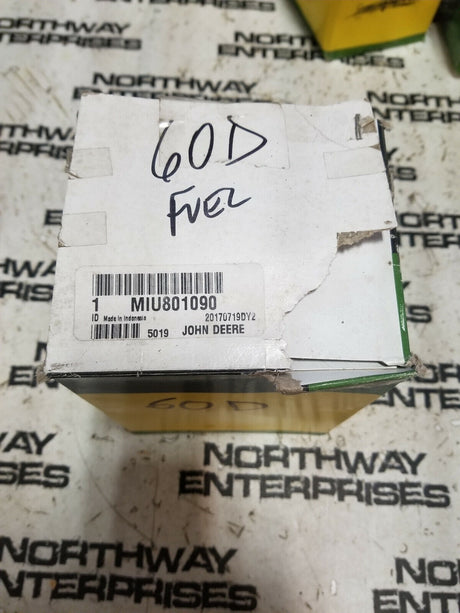 NORTHWAY
ENTERPRISES
NORTHWAY
ENTERPRISES
60D
FUEL
1 MIU801090
ID Made in Indonesia 20170719DY2
5019 JOHN DEERE
60D
NORTHWAY
ENTERPRISES
NORTHWAY
ENTERPRISES
NORTHWAY
ENTERPRISES